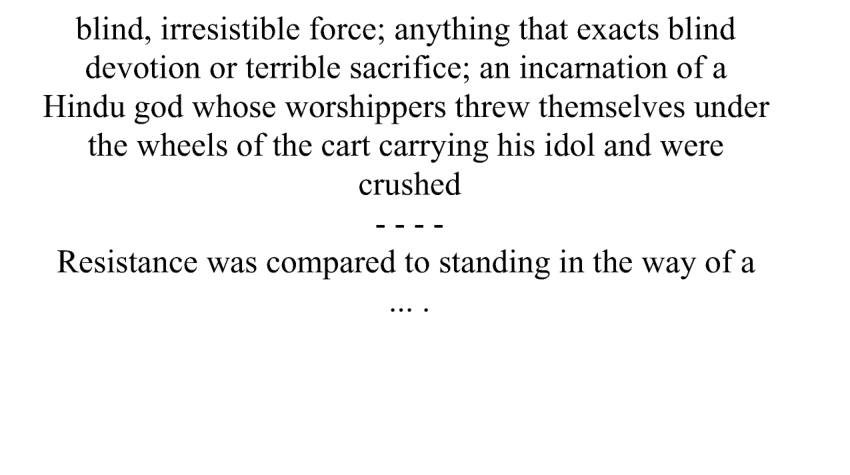 blind, irresistible force; anything that exacts blind
devotion or terrible sacrifice; an incarnation of a
Hindu god whose worshippers threw themselves under
the wheels of the cart carrying his idol and were
crushed
- - - -
Resistance was compared to standing in the way of a
... .